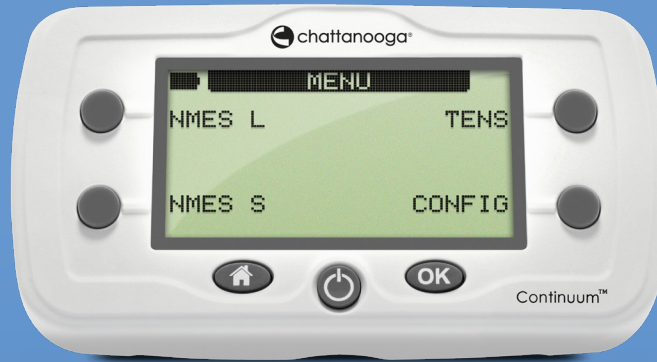 chattanooga®
MENU
NMES L TENS
NMES S CONFIG
OK
Continuum™